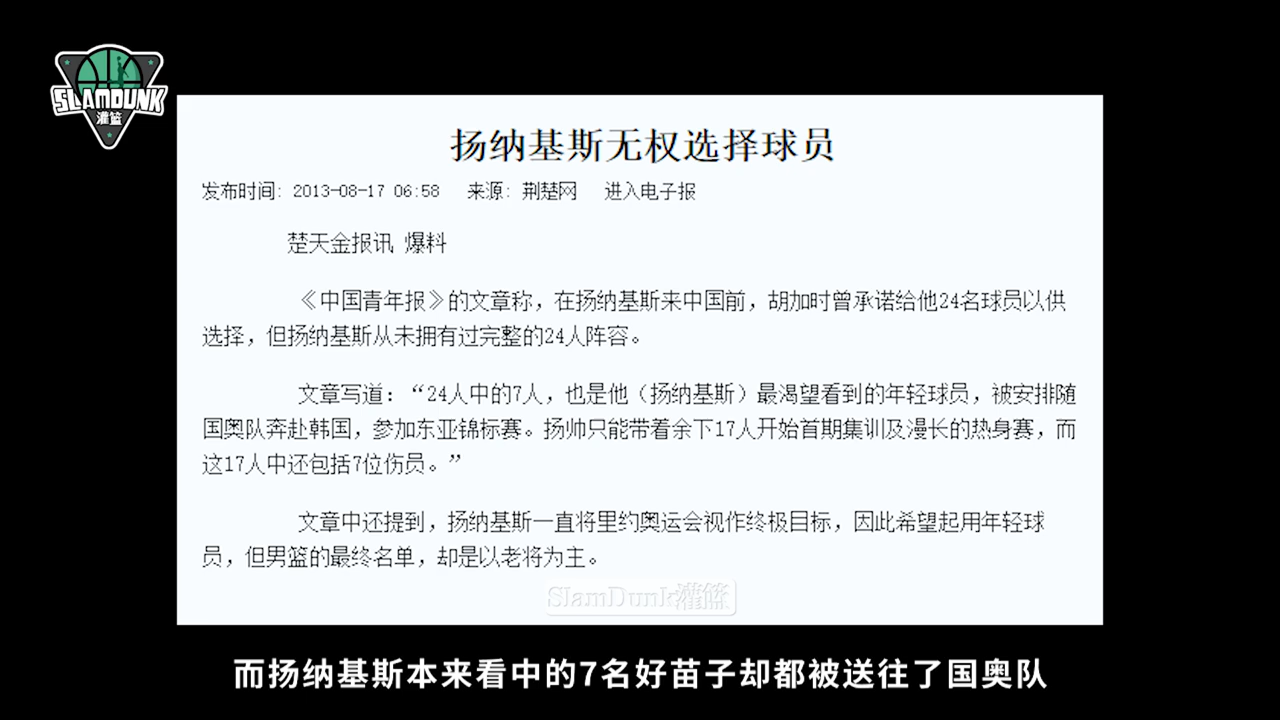 SLAMDUNK
灌篮
扬纳基斯无权选择球员
发布时间: 2013-08-17 06:58 来源: 荆楚网 进入电子报
楚天金报讯 爆料
《中国青年报》的文章称，在扬纳基斯来中国前，胡加时曾承诺给他24名球员以供
选择，但扬纳基斯从未拥有过完整的24人阵容。
文章写道：“24人中的7人，也是他（扬纳基斯）最渴望看到的年轻球员，被安排随
国奥队奔赴韩国，参加东亚锦标赛。扬帅只能带着余下17人开始首期集训及漫长的热身赛，而
这17人中还包括7位伤员。”
文章中还提到，扬纳基斯一直将里约奥运会视作终极目标，因此希望起用年轻球
员，但男篮的最终名单，却是以老将为主。
SlamDunk灌篮
而扬纳基斯本来看中的7名好苗子却都被送往了国奥队